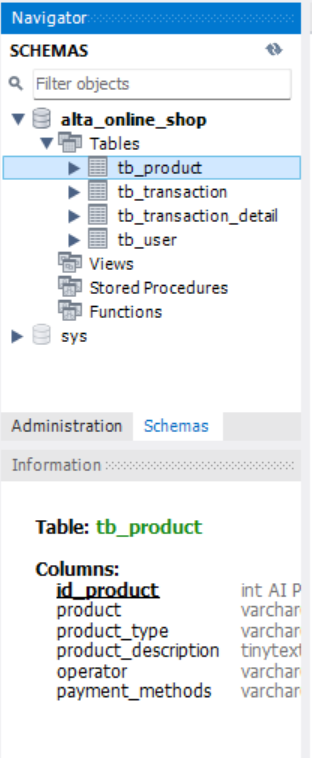 Navigator
SCHEMAS
Filter objects
alta_online_shop
Tables
tb_product
tb_transaction
tb_transaction_detail
tb_user
Views
Stored Procedures
Functions
sys
Administration Schemas
Information
Table: tb_product
Columns:
id_product int AI P
product varchar
product_type varchar
product_description tinytext
operator varchar
payment_methods varchar